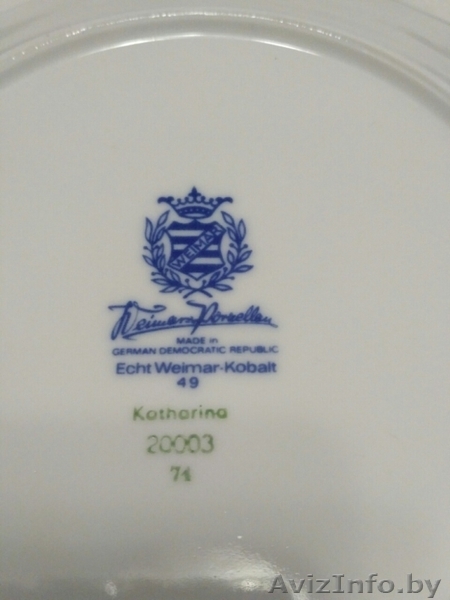 WEIMAR
Weimar Porzellan
MADE in
GERMAN DEMOCRATIC REPUBLIC
Echt Weimar-Kobalt
49
Katharina
20003
71
AvizInfo.by